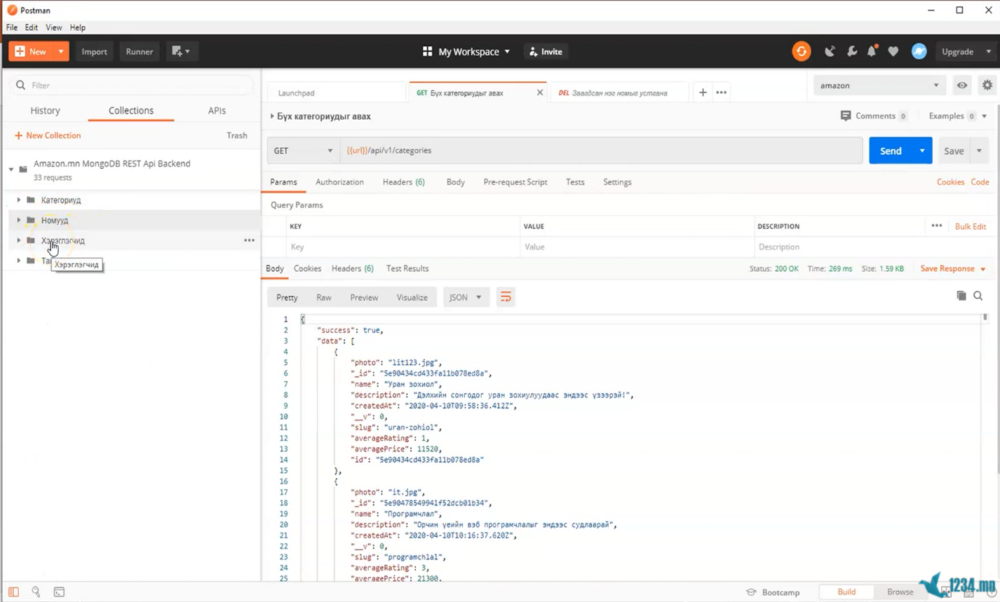 Postman
File Edit View Help
New Import Runner My Workspace Invite Upgrade
Filter
History Collections APIs
+ New Collection Trash
Amazon.mn MongoDB REST Api Backend
33 requests
Категориуд
Номууд
Хэрэглэгчид
Хэрэглэгчид
Launchpad GET Бүх категориудыг авах DEL Заагдсан нэг номыг устгана amazon
Бүх категориудыг авах Comments 0 Examples 0
GET {{url}}/api/v1/categories Send Save
Params Authorization Headers (6) Body Pre-request Script Tests Settings Cookies Code
Query Params
KEY VALUE DESCRIPTION Bulk Edit
Key Value Description
Body Cookies Headers (6) Test Results Status: 200 OK Time: 269 ms Size: 1.59 KB Save Response
Pretty Raw Preview Visualize JSON
1 {
2 "success": true,
3 "data": [
4 {
5 "photo": "lit123.jpg",
6 "_id": "5e90434cd433fa11b078ed8a",
7 "name": "Уран зохиол",
8 "description": "Дэлхийн сонгодог уран зохиулуудаас эндээс үзээрэй!",
9 "createdAt": "2020-04-10T09:58:36.412Z",
10 "__v": 0,
11 "slug": "uran-zohiol",
12 "averageRating": 1,
13 "averagePrice": 11520,
14 "id": "5e90434cd433fa11b078ed8a"
15 },
16 {
17 "photo": "it.jpg",
18 "_id": "5e90478549941f52dcb01b34",
19 "name": "Програмчлал",
20 "description": "Орчин үеийн вэб програмчлалыг эндээс судлаарай",
21 "createdAt": "2020-04-10T10:16:37.620Z",
22 "__v": 0,
23 "slug": "programchlal",
24 "averageRating": 3,
25 "averagePrice": 21300,
Bootcamp Build Browse
1234.mn